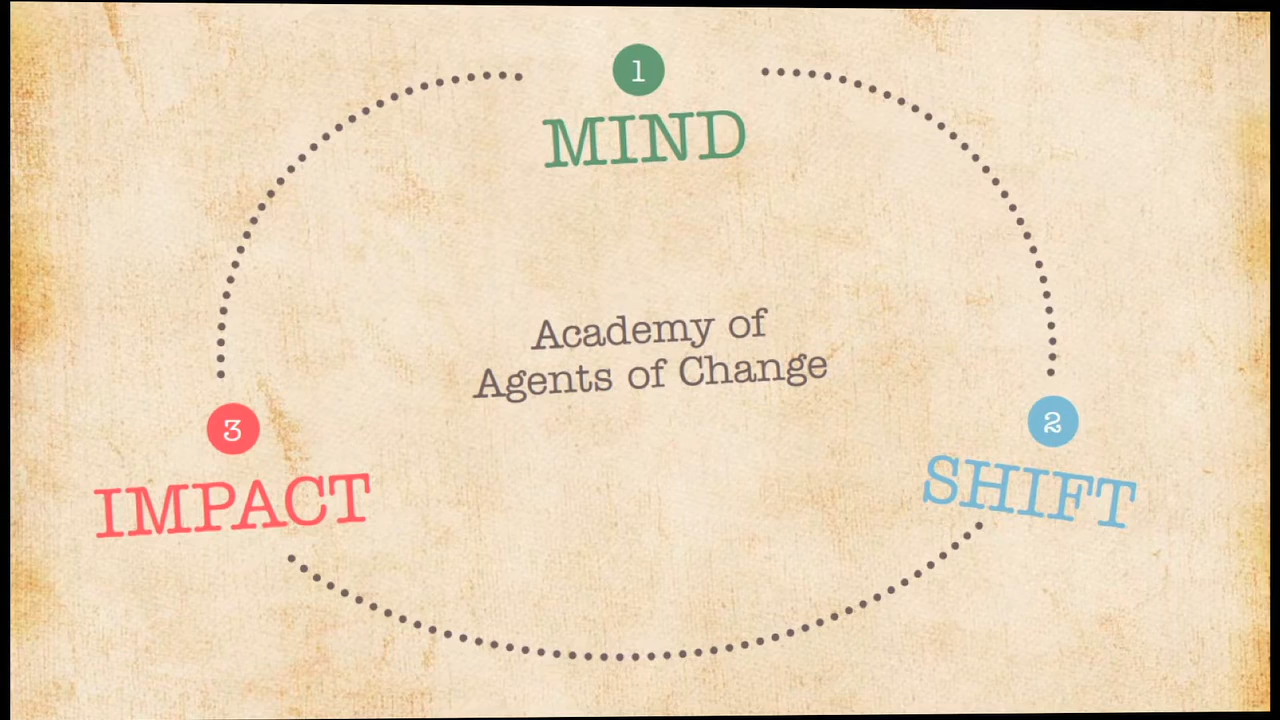 1
MIND
Academy of
Agents of Change
3
IMPACT
2
SHIFT